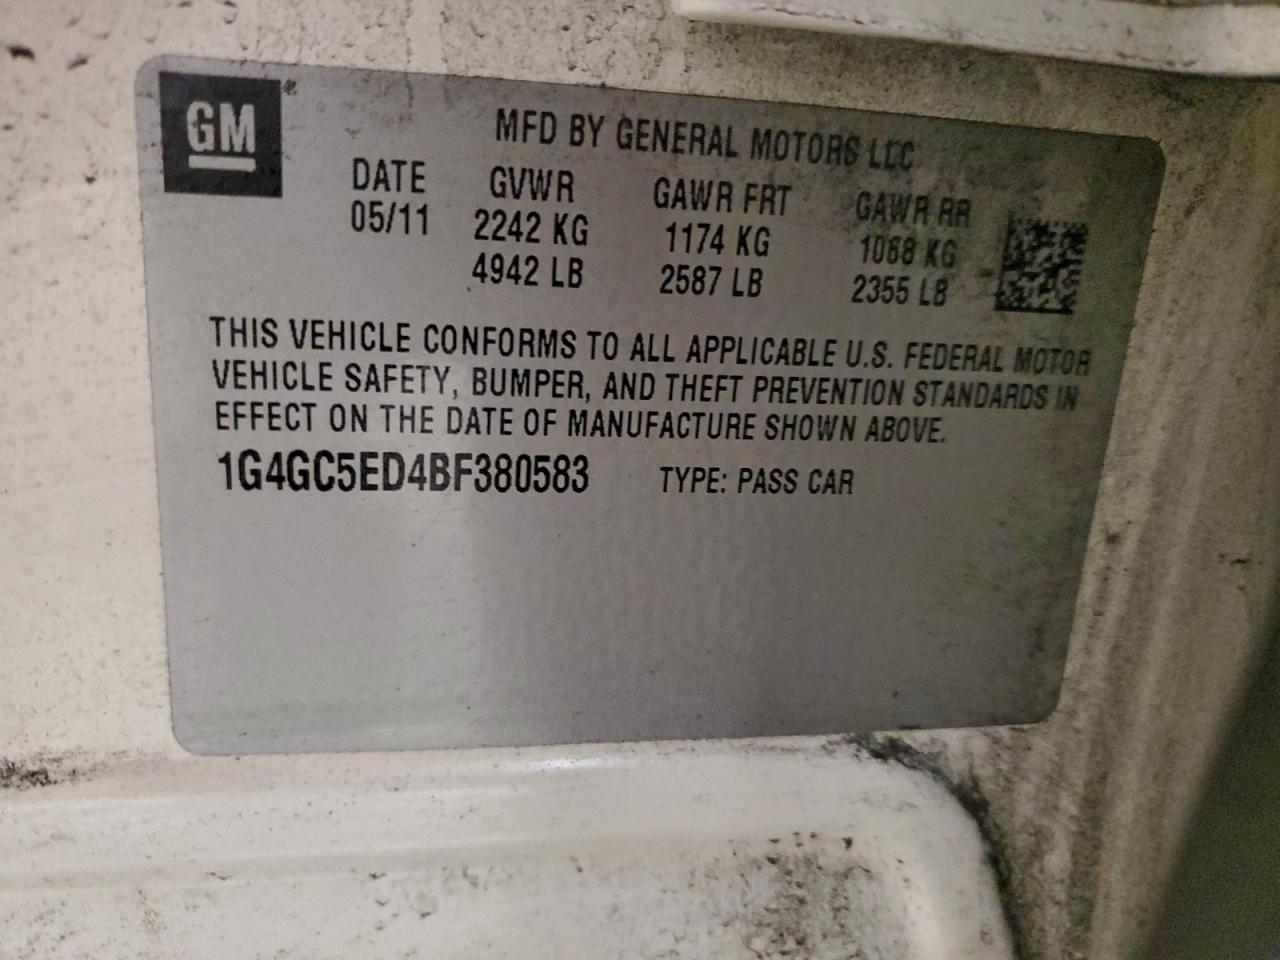 GM
MFD BY GENERAL MOTORS LLC
DATE GVWR GAWR FRT GAWR RR
05/11 2242 KG 1174 KG 1068 KG
4942 LB 2587 LB 2355 LB
THIS VEHICLE CONFORMS TO ALL APPLICABLE U.S. FEDERAL MOTOR
VEHICLE SAFETY, BUMPER, AND THEFT PREVENTION STANDARDS IN
EFFECT ON THE DATE OF MANUFACTURE SHOWN ABOVE.
1G4GC5ED4BF380583 TYPE: PASS CAR